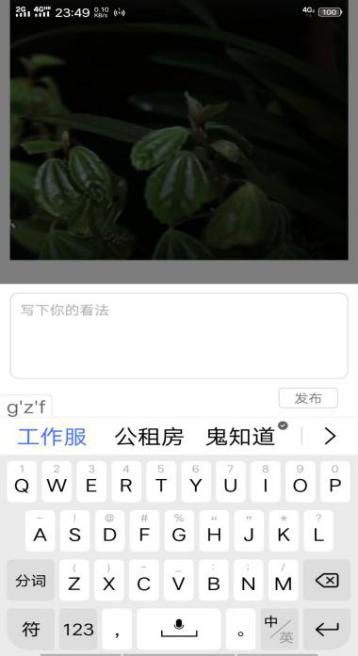 2G 4G 23:49 0.10 KB/s 4G 100
写下你的看法
发布
g'z'f
工作服 公租房 鬼知道
1 2 3 4 5 6 7 8 9 0
Q W E R T Y U I O P
~ ! @ # % “ ” * ?
A S D F G H J K L
分词 ( ) - _ : ;
Z X C V B N M
符 123 , 。 中/英